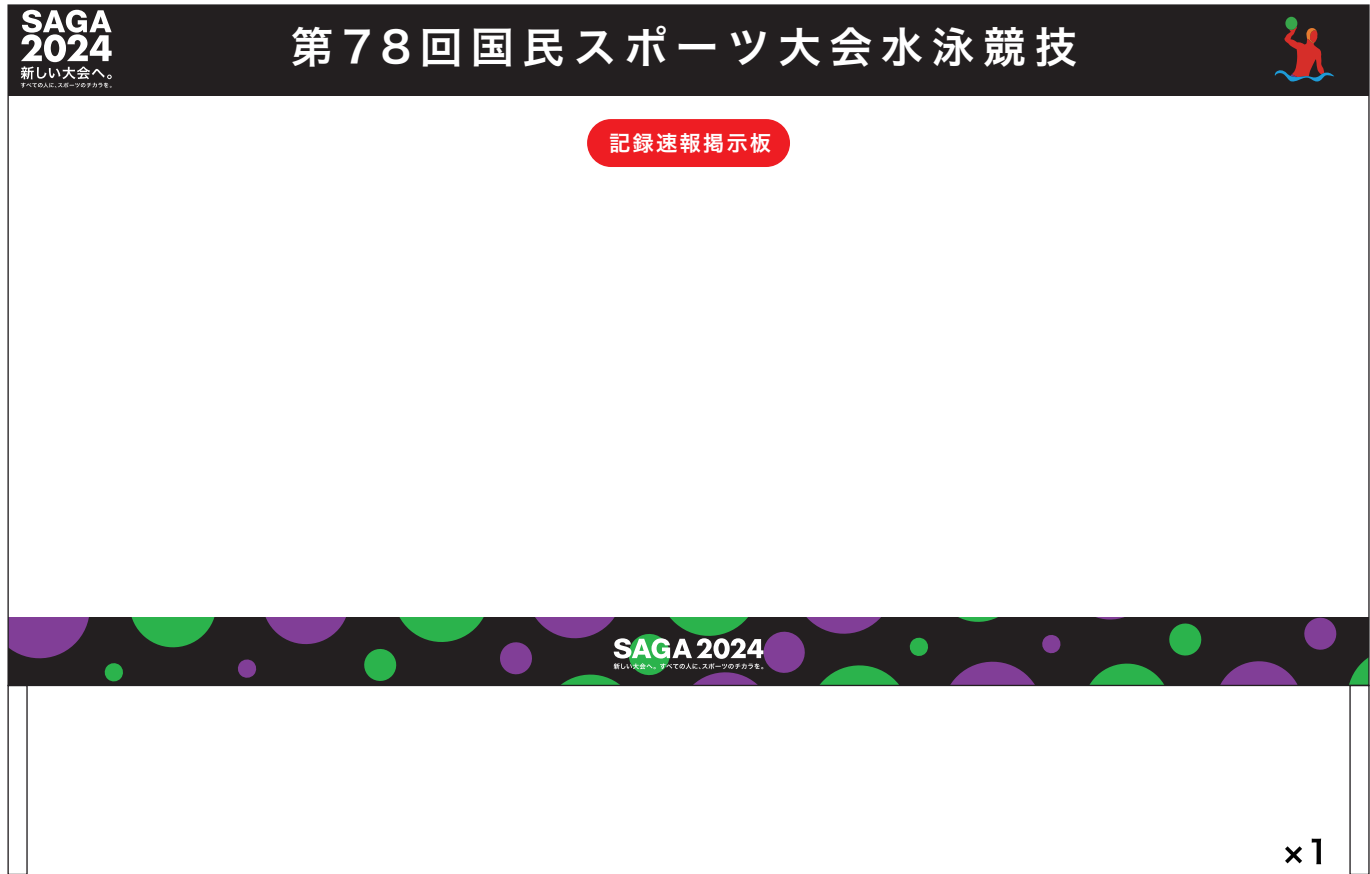 SAGA
2024
新しい大会へ。
すべての人に、スポーツのチカラを。
第78回国民スポーツ大会水泳競技
記録速報掲示板
SAGA 2024
新しい大会へ。すべての人に、スポーツのチカラを。
×1